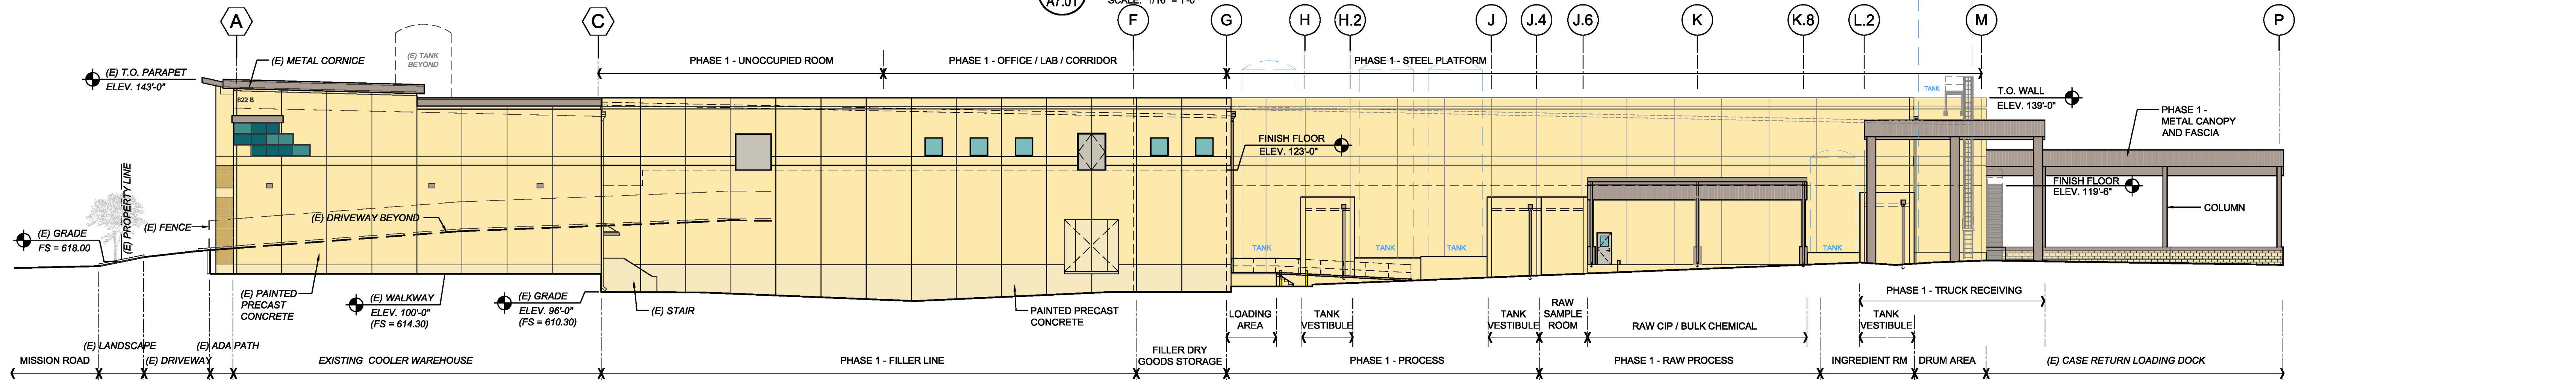 A7.01
SCALE: 1/16" = 1'-0"
A
C
F
G
H
H.2
J
J.4
J.6
K
K.8
L.2
M
P
(E) TANK
BEYOND
(E) METAL CORNICE
PHASE 1 - UNOCCUPIED ROOM
PHASE 1 - OFFICE / LAB / CORRIDOR
PHASE 1 - STEEL PLATFORM
(E) T.O. PARAPET
ELEV. 143'-0"
622 B
TANK
T.O. WALL
ELEV. 139'-0"
PHASE 1 -
METAL CANOPY
AND FASCIA
FINISH FLOOR
ELEV. 123'-0"
FINISH FLOOR
ELEV. 119'-6"
COLUMN
(E) PROPERTY LINE
(E) FENCE
(E) DRIVEWAY BEYOND
(E) GRADE
FS = 618.00
TANK
TANK
TANK
TANK
(E) PAINTED
PRECAST
CONCRETE
(E) WALKWAY
ELEV. 100'-0"
(FS = 614.30)
(E) GRADE
ELEV. 96'-0"
(FS = 610.30)
(E) STAIR
PAINTED PRECAST
CONCRETE
LOADING
AREA
TANK
VESTIBULE
TANK
VESTIBULE
RAW
SAMPLE
ROOM
RAW CIP / BULK CHEMICAL
PHASE 1 - TRUCK RECEIVING
TANK
VESTIBULE
MISSION ROAD
(E) LANDSCAPE
(E) DRIVEWAY
(E) ADA PATH
EXISTING COOLER WAREHOUSE
PHASE 1 - FILLER LINE
FILLER DRY
GOODS STORAGE
PHASE 1 - PROCESS
PHASE 1 - RAW PROCESS
INGREDIENT RM
DRUM AREA
(E) CASE RETURN LOADING DOCK